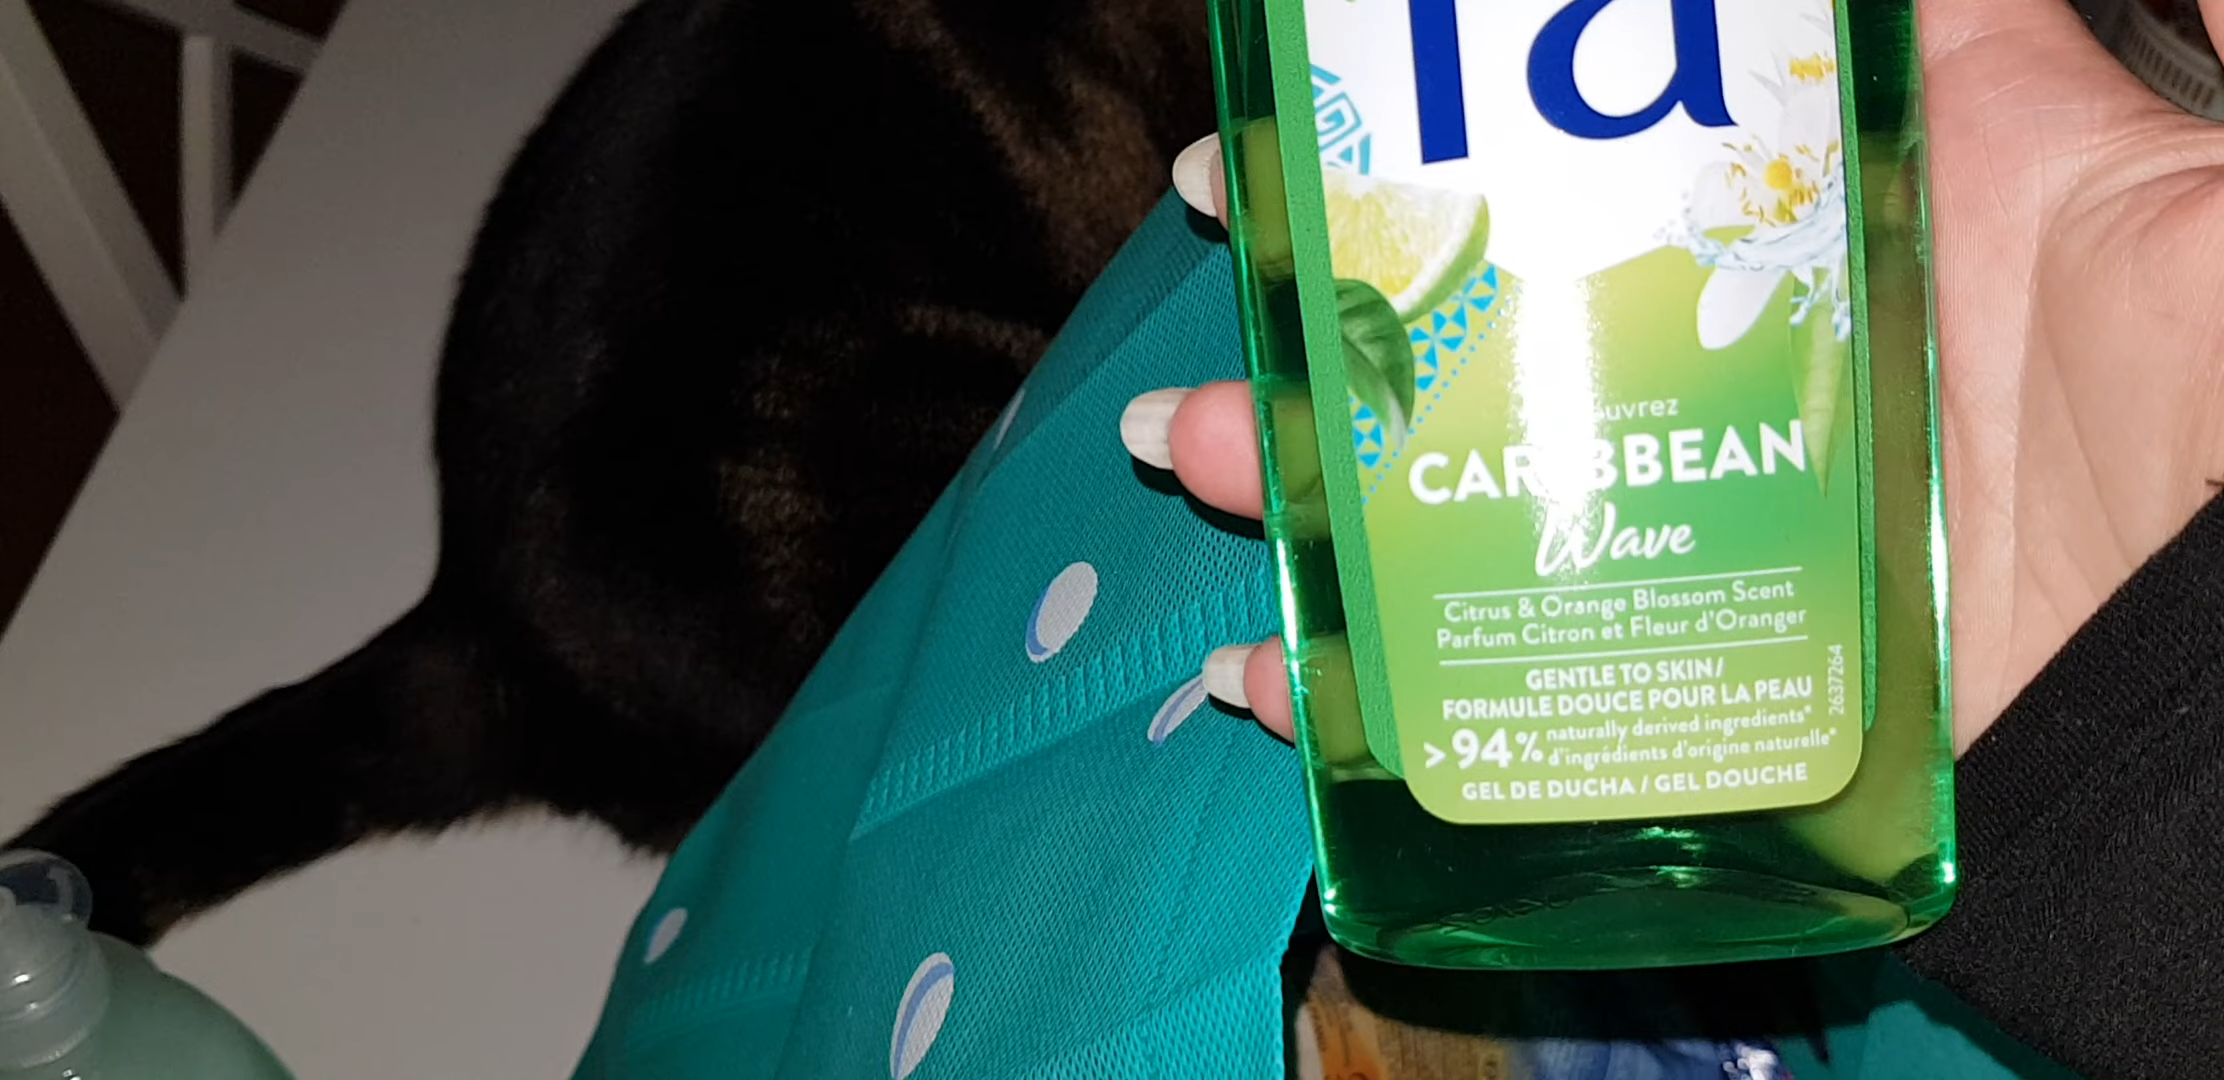 Fa
CARIBBEAN
Wave
Citrus & Orange Blossom Scent
Parfum Citron et Fleur d'Oranger
GENTLE TO SKIN/
FORMULE DOUCE POUR LA PEAU
> 94% naturally derived ingredients*
d'ingrédients d'origine naturelle*
GEL DE DUCHA / GEL DOUCHE
2637264